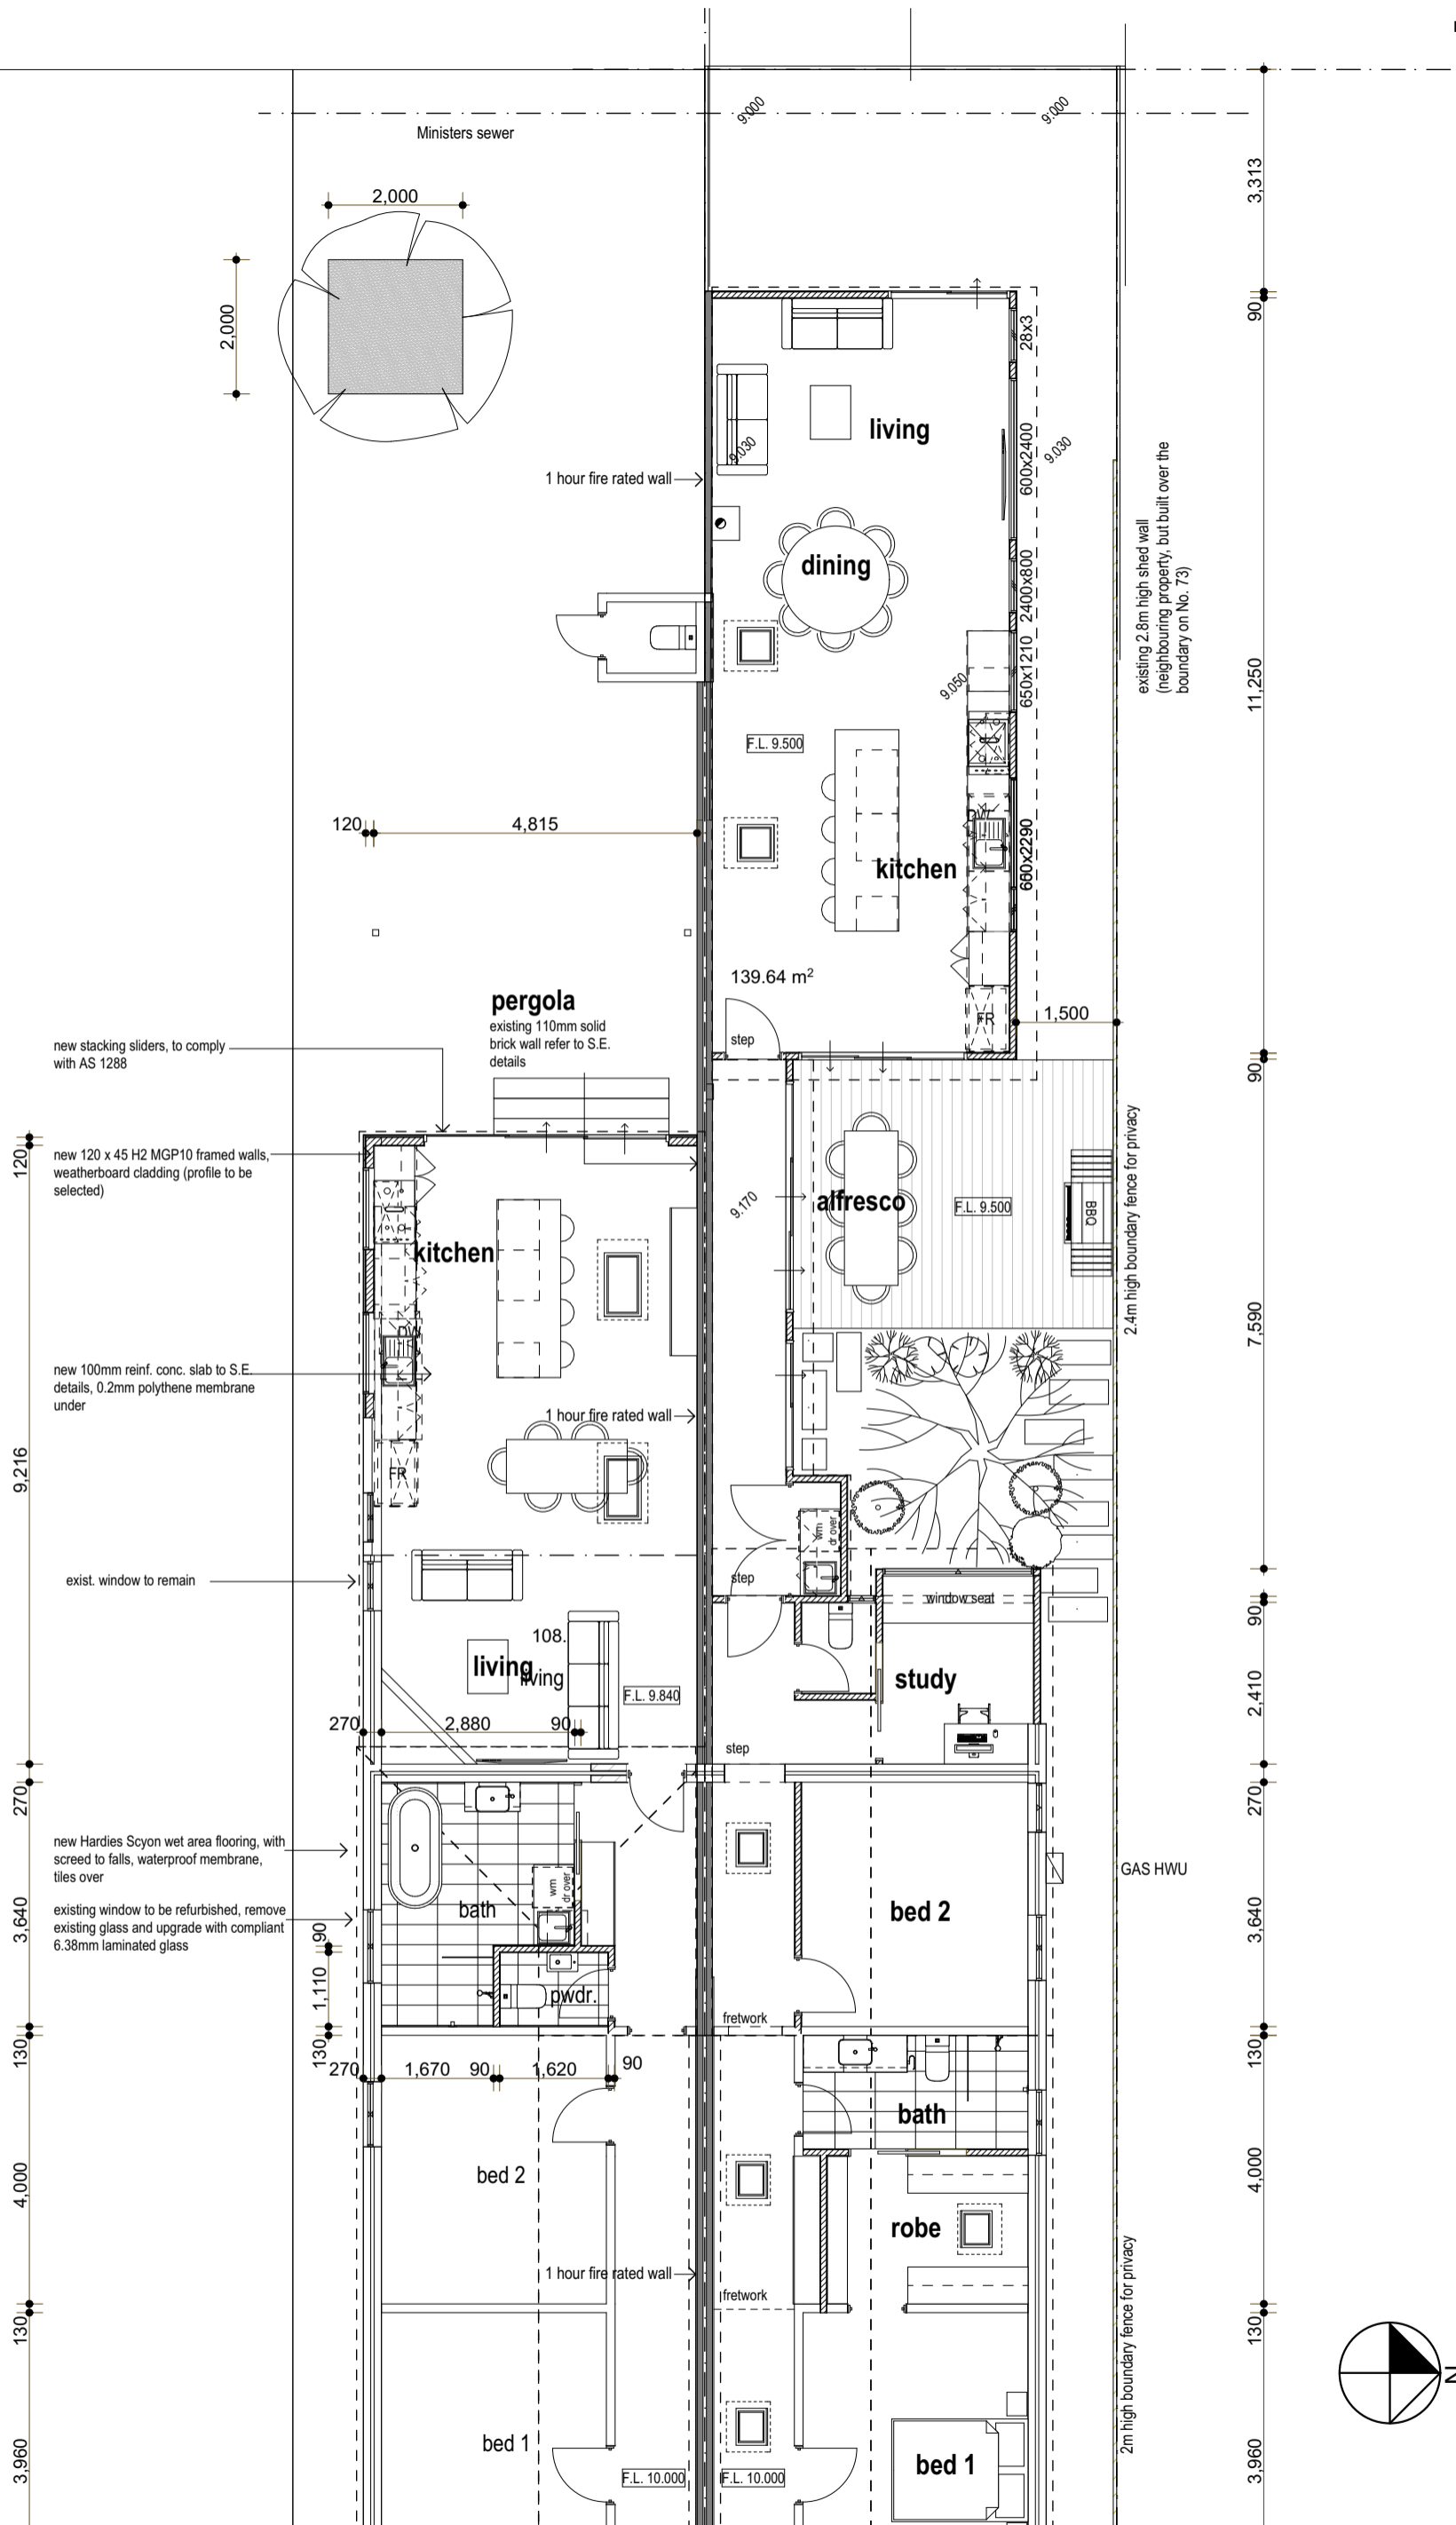 9.000
9.000
Ministers sewer
2,000
2,000
3,313
90
28x3
living
600x2400
9.030
9.030
1 hour fire rated wall
existing 2.8m high shed wall
(neighbouring property, but built over the
boundary on No. 73)
dining
2400x800
650x1210
9.050
11,250
F.L. 9.500
120
4,815
kitchen
139.64 m²
FR
1,500
step
pergola
existing 110mm solid
brick wall refer to S.E.
details
new stacking sliders, to comply
with AS 1288
90
120
new 120 x 45 H2 MGP10 framed walls,
weatherboard cladding (profile to be
selected)
9.170
alfresco
F.L. 9.500
BBQ
2.4m high boundary fence for privacy
kitchen
DW
7,590
new 100mm reinf. conc. slab to S.E.
details, 0.2mm polythene membrane
under
1 hour fire rated wall
9,216
FR
wm
dr over
exist. window to remain
step
window seat
90
108.
living
living
F.L. 9.840
study
2,410
270
2,880
90
step
270
270
new Hardies Scyon wet area flooring, with
screed to falls, waterproof membrane,
tiles over
GAS HWU
wm
dr over
bath
bed 2
existing window to be refurbished, remove
existing glass and upgrade with compliant
6.38mm laminated glass
3,640
90
3,640
1,110
pwdr.
fretwork
130
130
130
270
1,670
90
1,620
90
bath
bed 2
4,000
4,000
robe
1 hour fire rated wall
fretwork
2m high boundary fence for privacy
130
130
N
bed 1
bed 1
3,960
F.L. 10.000
F.L. 10.000
3,960